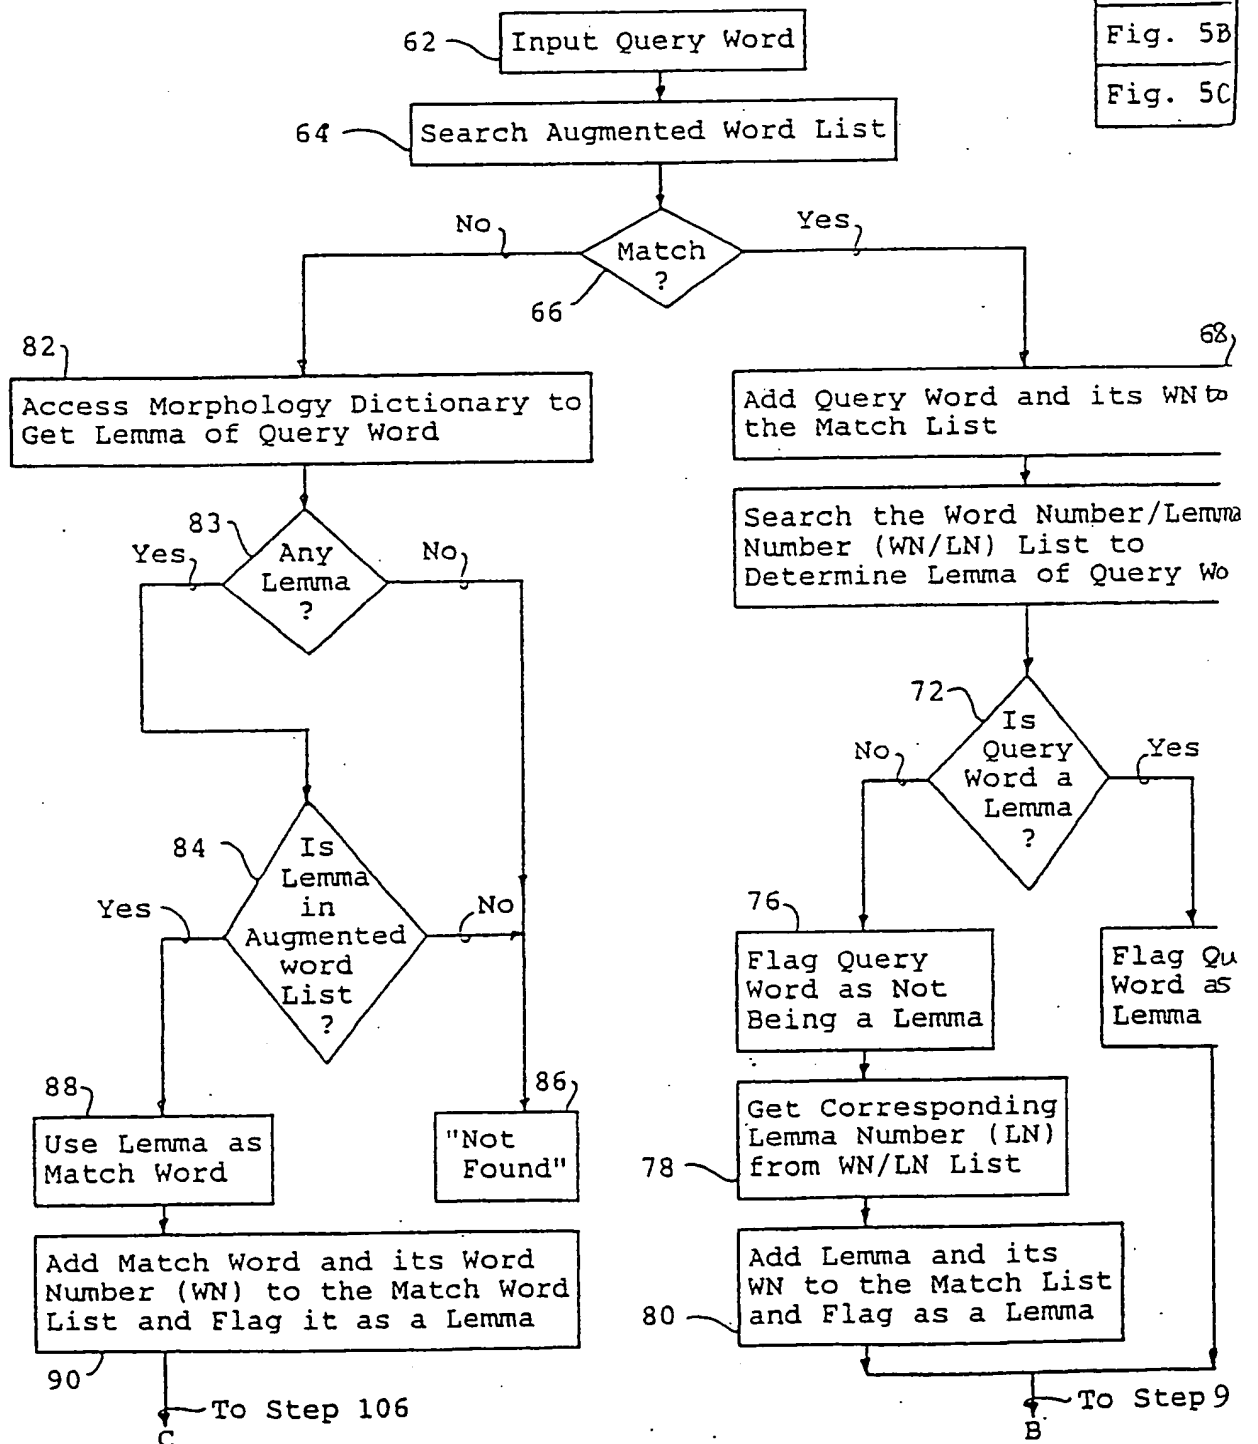 Fig. 5B
Fig. 5C
62
Input Query Word
64
Search Augmented Word List
No
Yes
Match
?
66
82
Access Morphology Dictionary to
Get Lemma of Query Word
68
Add Query Word and its WN to
the Match List
Search the Word Number/Lemma
Number (WN/LN) List to
Determine Lemma of Query Wo
83
Yes
Any
Lemma
?
No
72
No
Is
Query
Word a
Lemma
?
Yes
84
Yes
Is
Lemma
in
Augmented
word
List
?
No
76
Flag Query
Word as Not
Being a Lemma
Flag Qu
Word as
Lemma
88
Use Lemma as
Match Word
86
"Not
Found"
78
Get Corresponding
Lemma Number (LN)
from WN/LN List
Add Match Word and its Word
Number (WN) to the Match Word
List and Flag it as a Lemma
90
80
Add Lemma and its
WN to the Match List
and Flag as a Lemma
To Step 106
C
To Step 9
B